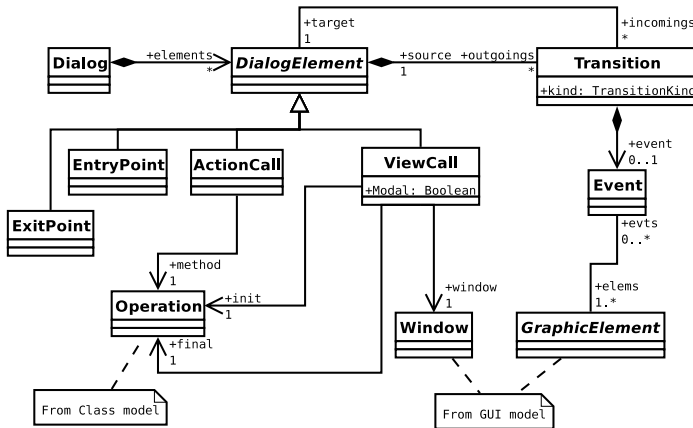 +target
1
+incomings
*
Dialog
+elements
*
DialogElement
+source
1
+outgoings
*
Transition
+kind: TransitionKind
EntryPoint
ActionCall
ViewCall
+Modal: Boolean
+event
0..1
Event
ExitPoint
+evts
0..*
+method
1
Operation
+init
1
+window
1
+elems
1..*
Window
GraphicElement
+final
1
From Class model
From GUI model